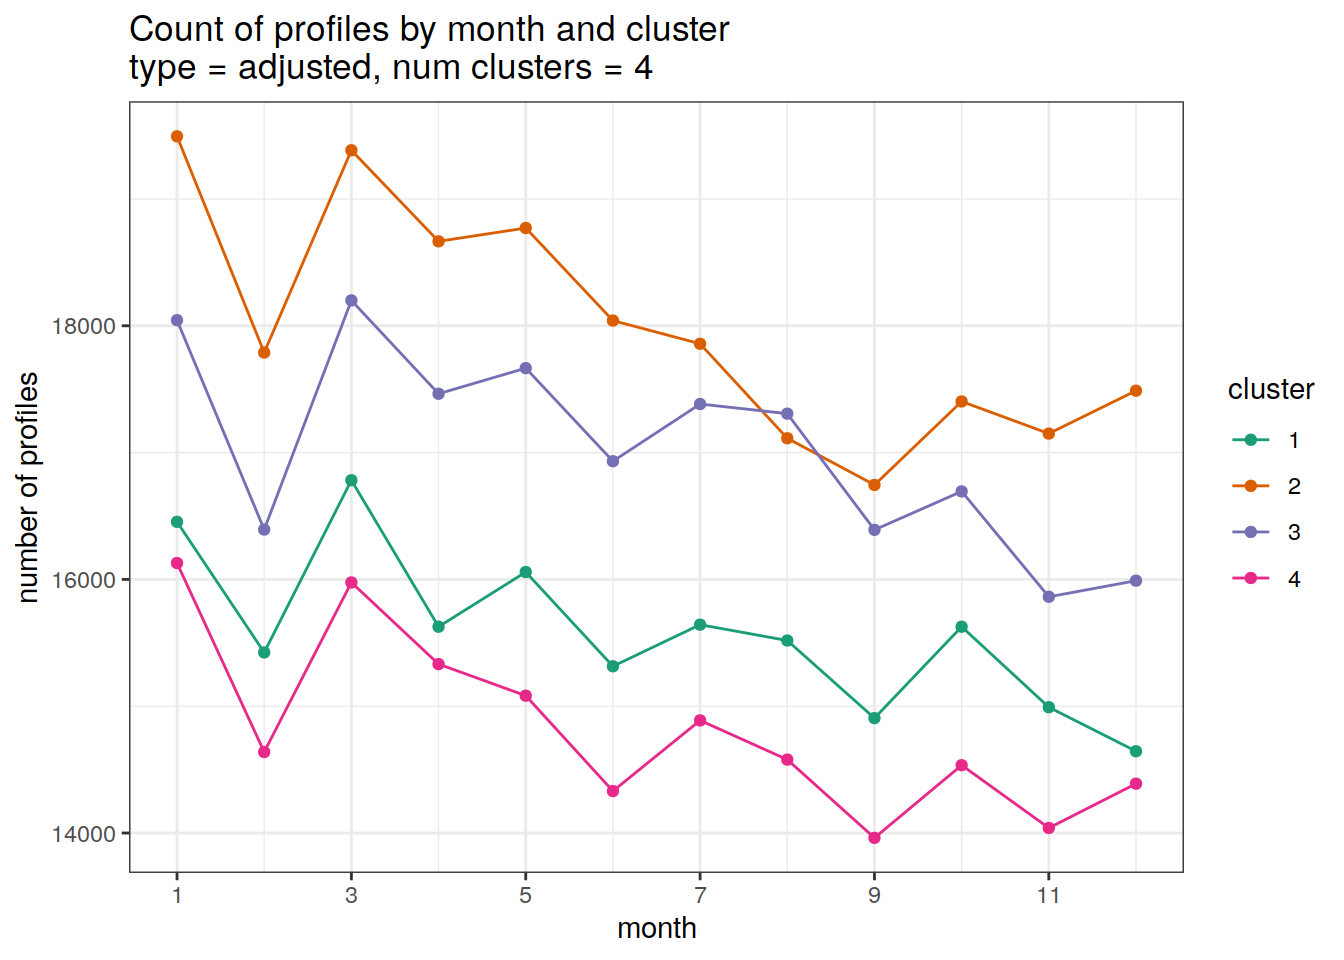 Count of profiles by month and cluster
type = adjusted, num clusters = 4
number of profiles
18000
16000
14000
1 3 5 7 9 11
month
cluster
1
2
3
4